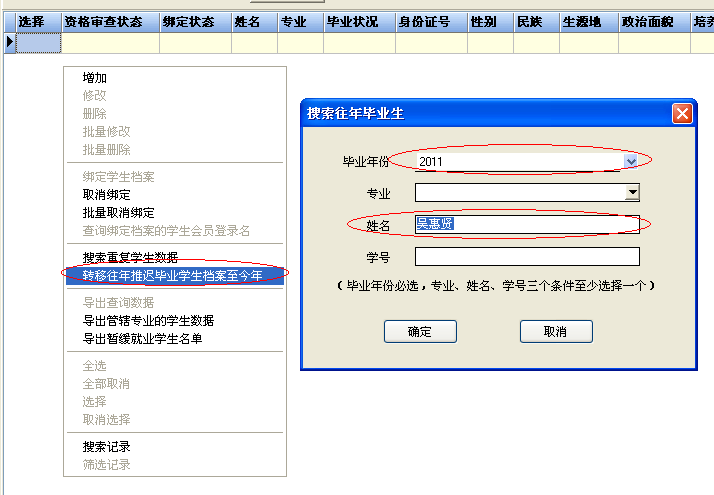 选择 资格审查状态 绑定状态 姓名 专业 毕业状况 身份证号 性别 民族 生源地 政治面貌 培养
增加
修改
删除
批量修改
批量删除
绑定学生档案
取消绑定
批量取消绑定
查询绑定档案的学生会员登录名
搜索重复学生数据
转移往年推迟毕业学生档案至今年
导出查询数据
导出管辖专业的学生数据
导出暂缓就业学生名单
全选
全部取消
选择
取消选择
搜索记录
筛选记录
搜索往年毕业生
毕业年份 2011
专业
姓名 吴惠贤
学号
（毕业年份必选，专业、姓名、学号三个条件至少选择一个）
确定 取消